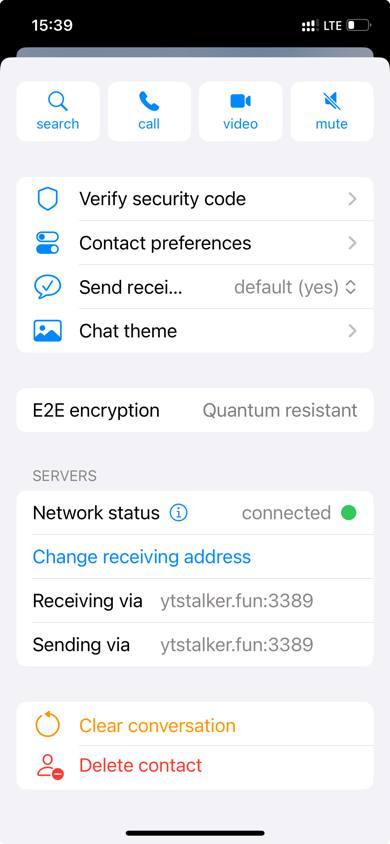 15:39 LTE
search call video mute
Verify security code
Contact preferences
Send recei... default (yes)
Chat theme
E2E encryption Quantum resistant
SERVERS
Network status connected
Change receiving address
Receiving via ytstalker.fun:3389
Sending via ytstalker.fun:3389
Clear conversation
Delete contact